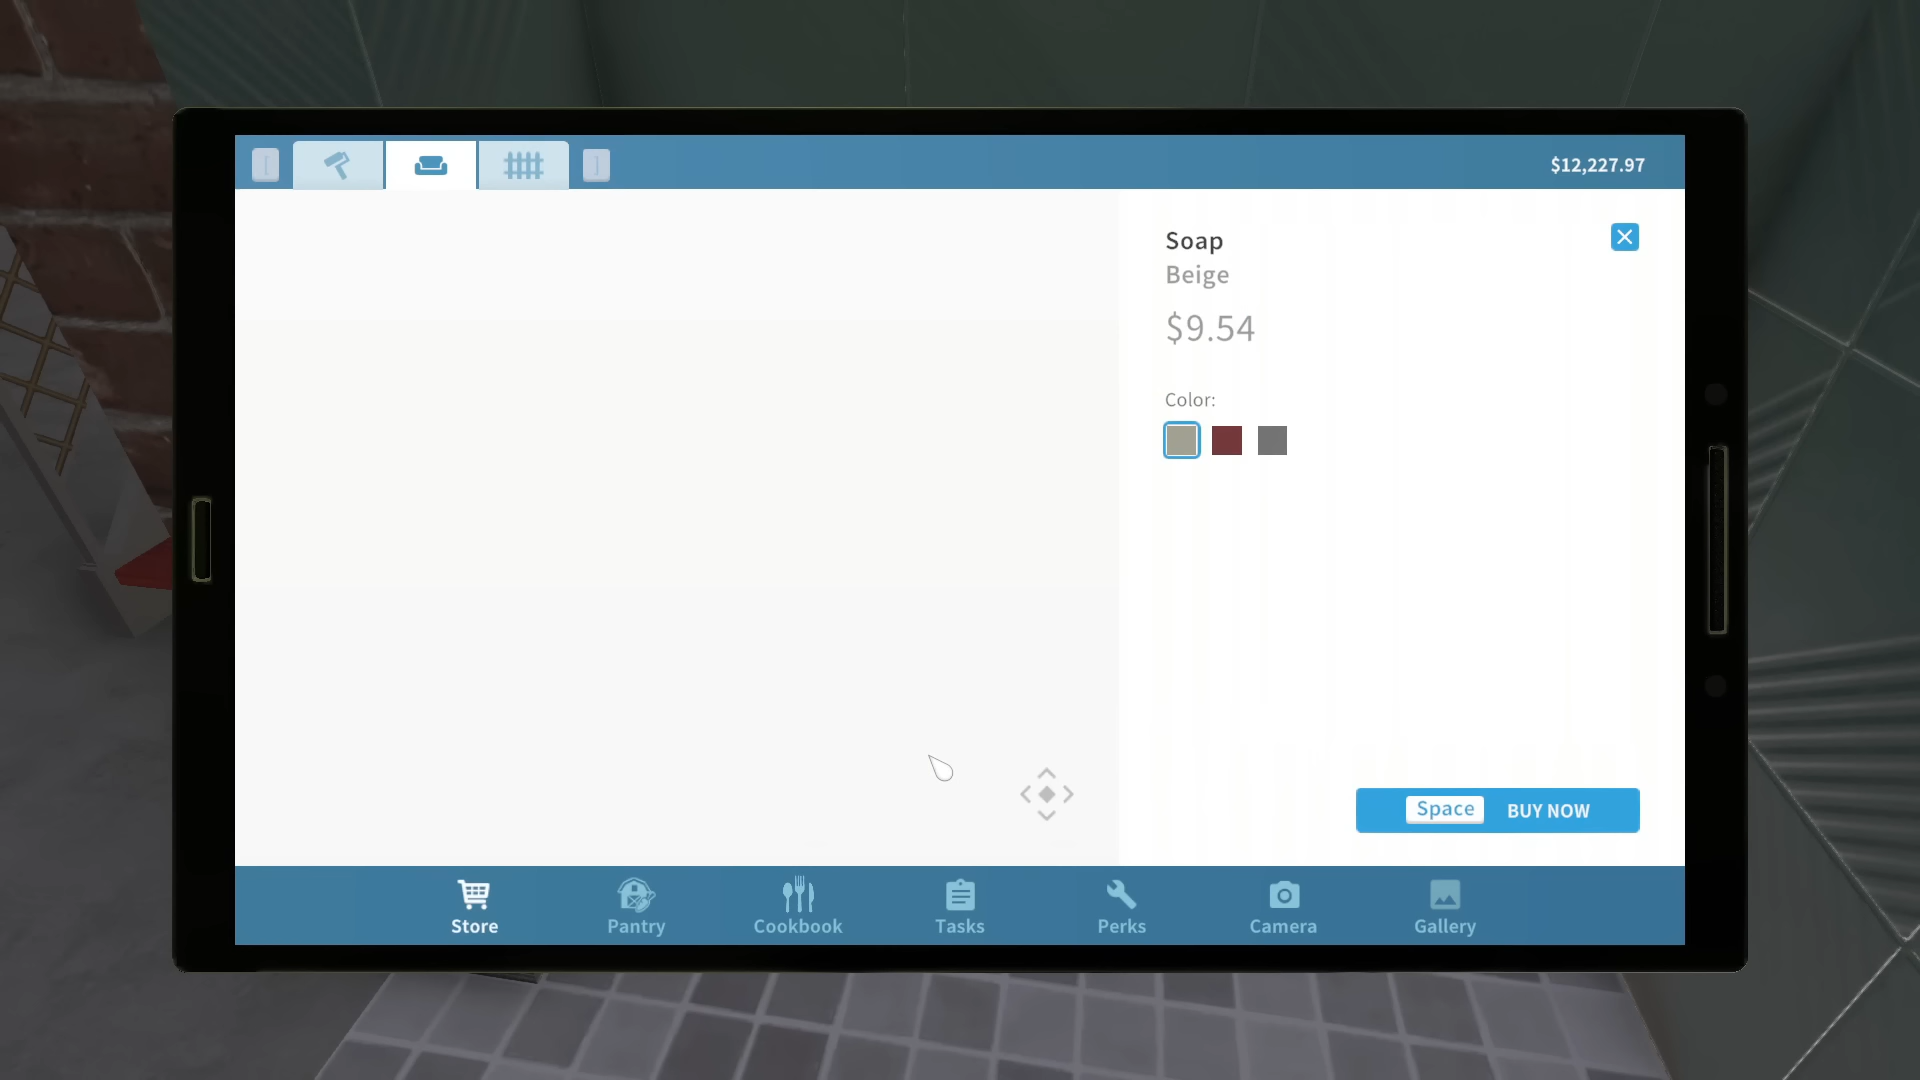 [
]
$12,227.97
Soap
Beige
$9.54
Color:
Space BUY NOW
Store
Pantry
Cookbook
Tasks
Perks
Camera
Gallery